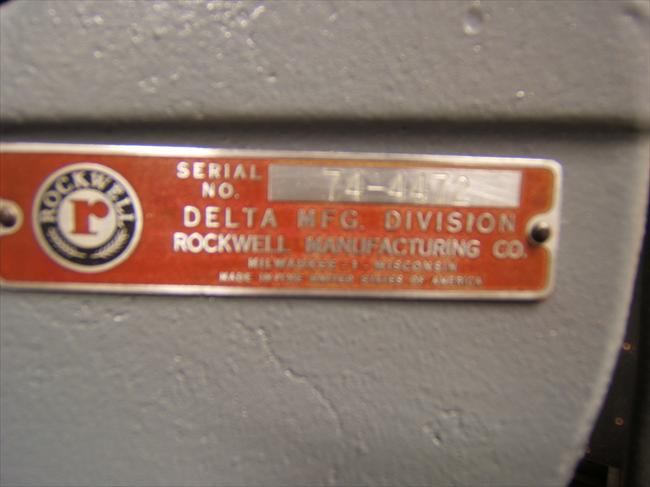 ROCKWELL
r
SERIAL
NO. 74-4472
DELTA MFG. DIVISION
ROCKWELL MANUFACTURING CO.
MILWAUKEE - 1 - WISCONSIN
MADE IN THE UNITED STATES OF AMERICA